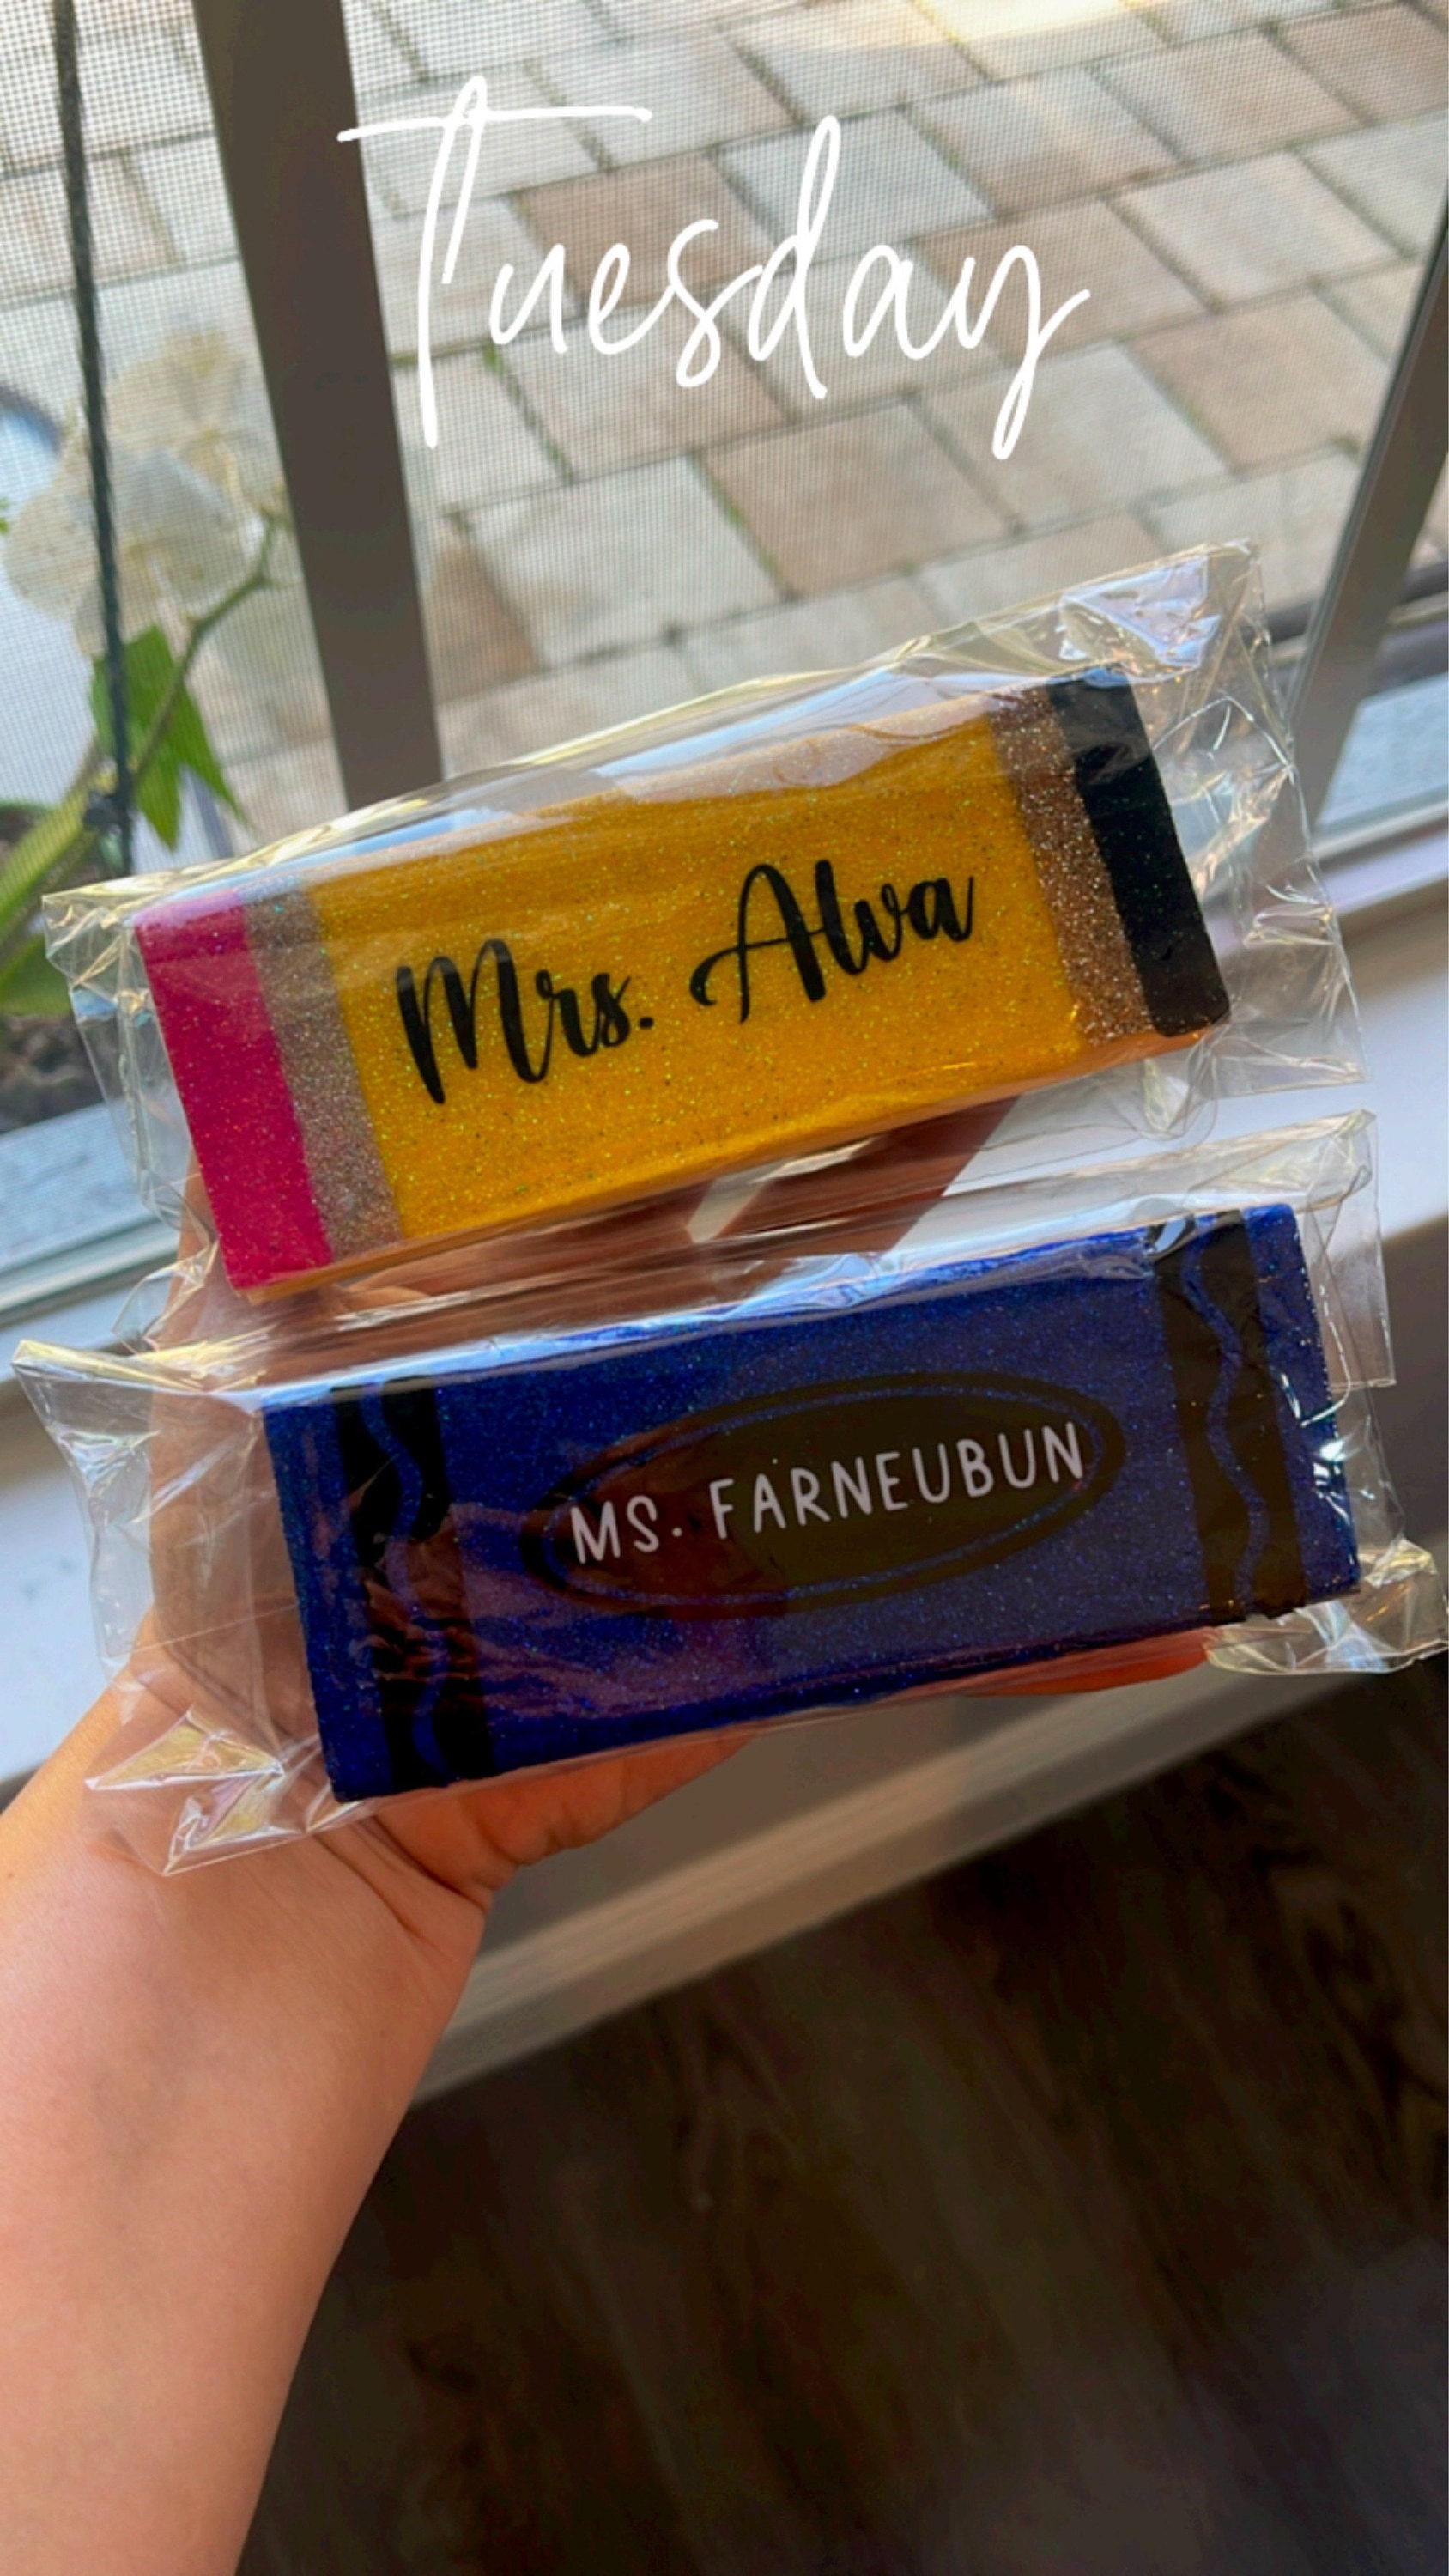 Tuesday
Mrs. Alva
MS. FARNEUBUN